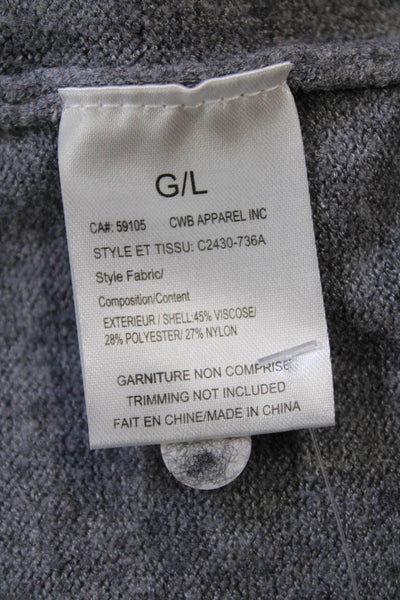 G/L
CA#: 59105 CWB APPAREL INC
STYLE ET TISSU: C2430-736A
Style Fabric/
Composition/Content
EXTERIEUR / SHELL:45% VISCOSE/
28% POLYESTER/ 27% NYLON
GARNITURE NON COMPRISE
TRIMMING NOT INCLUDED
FAIT EN CHINE/MADE IN CHINA